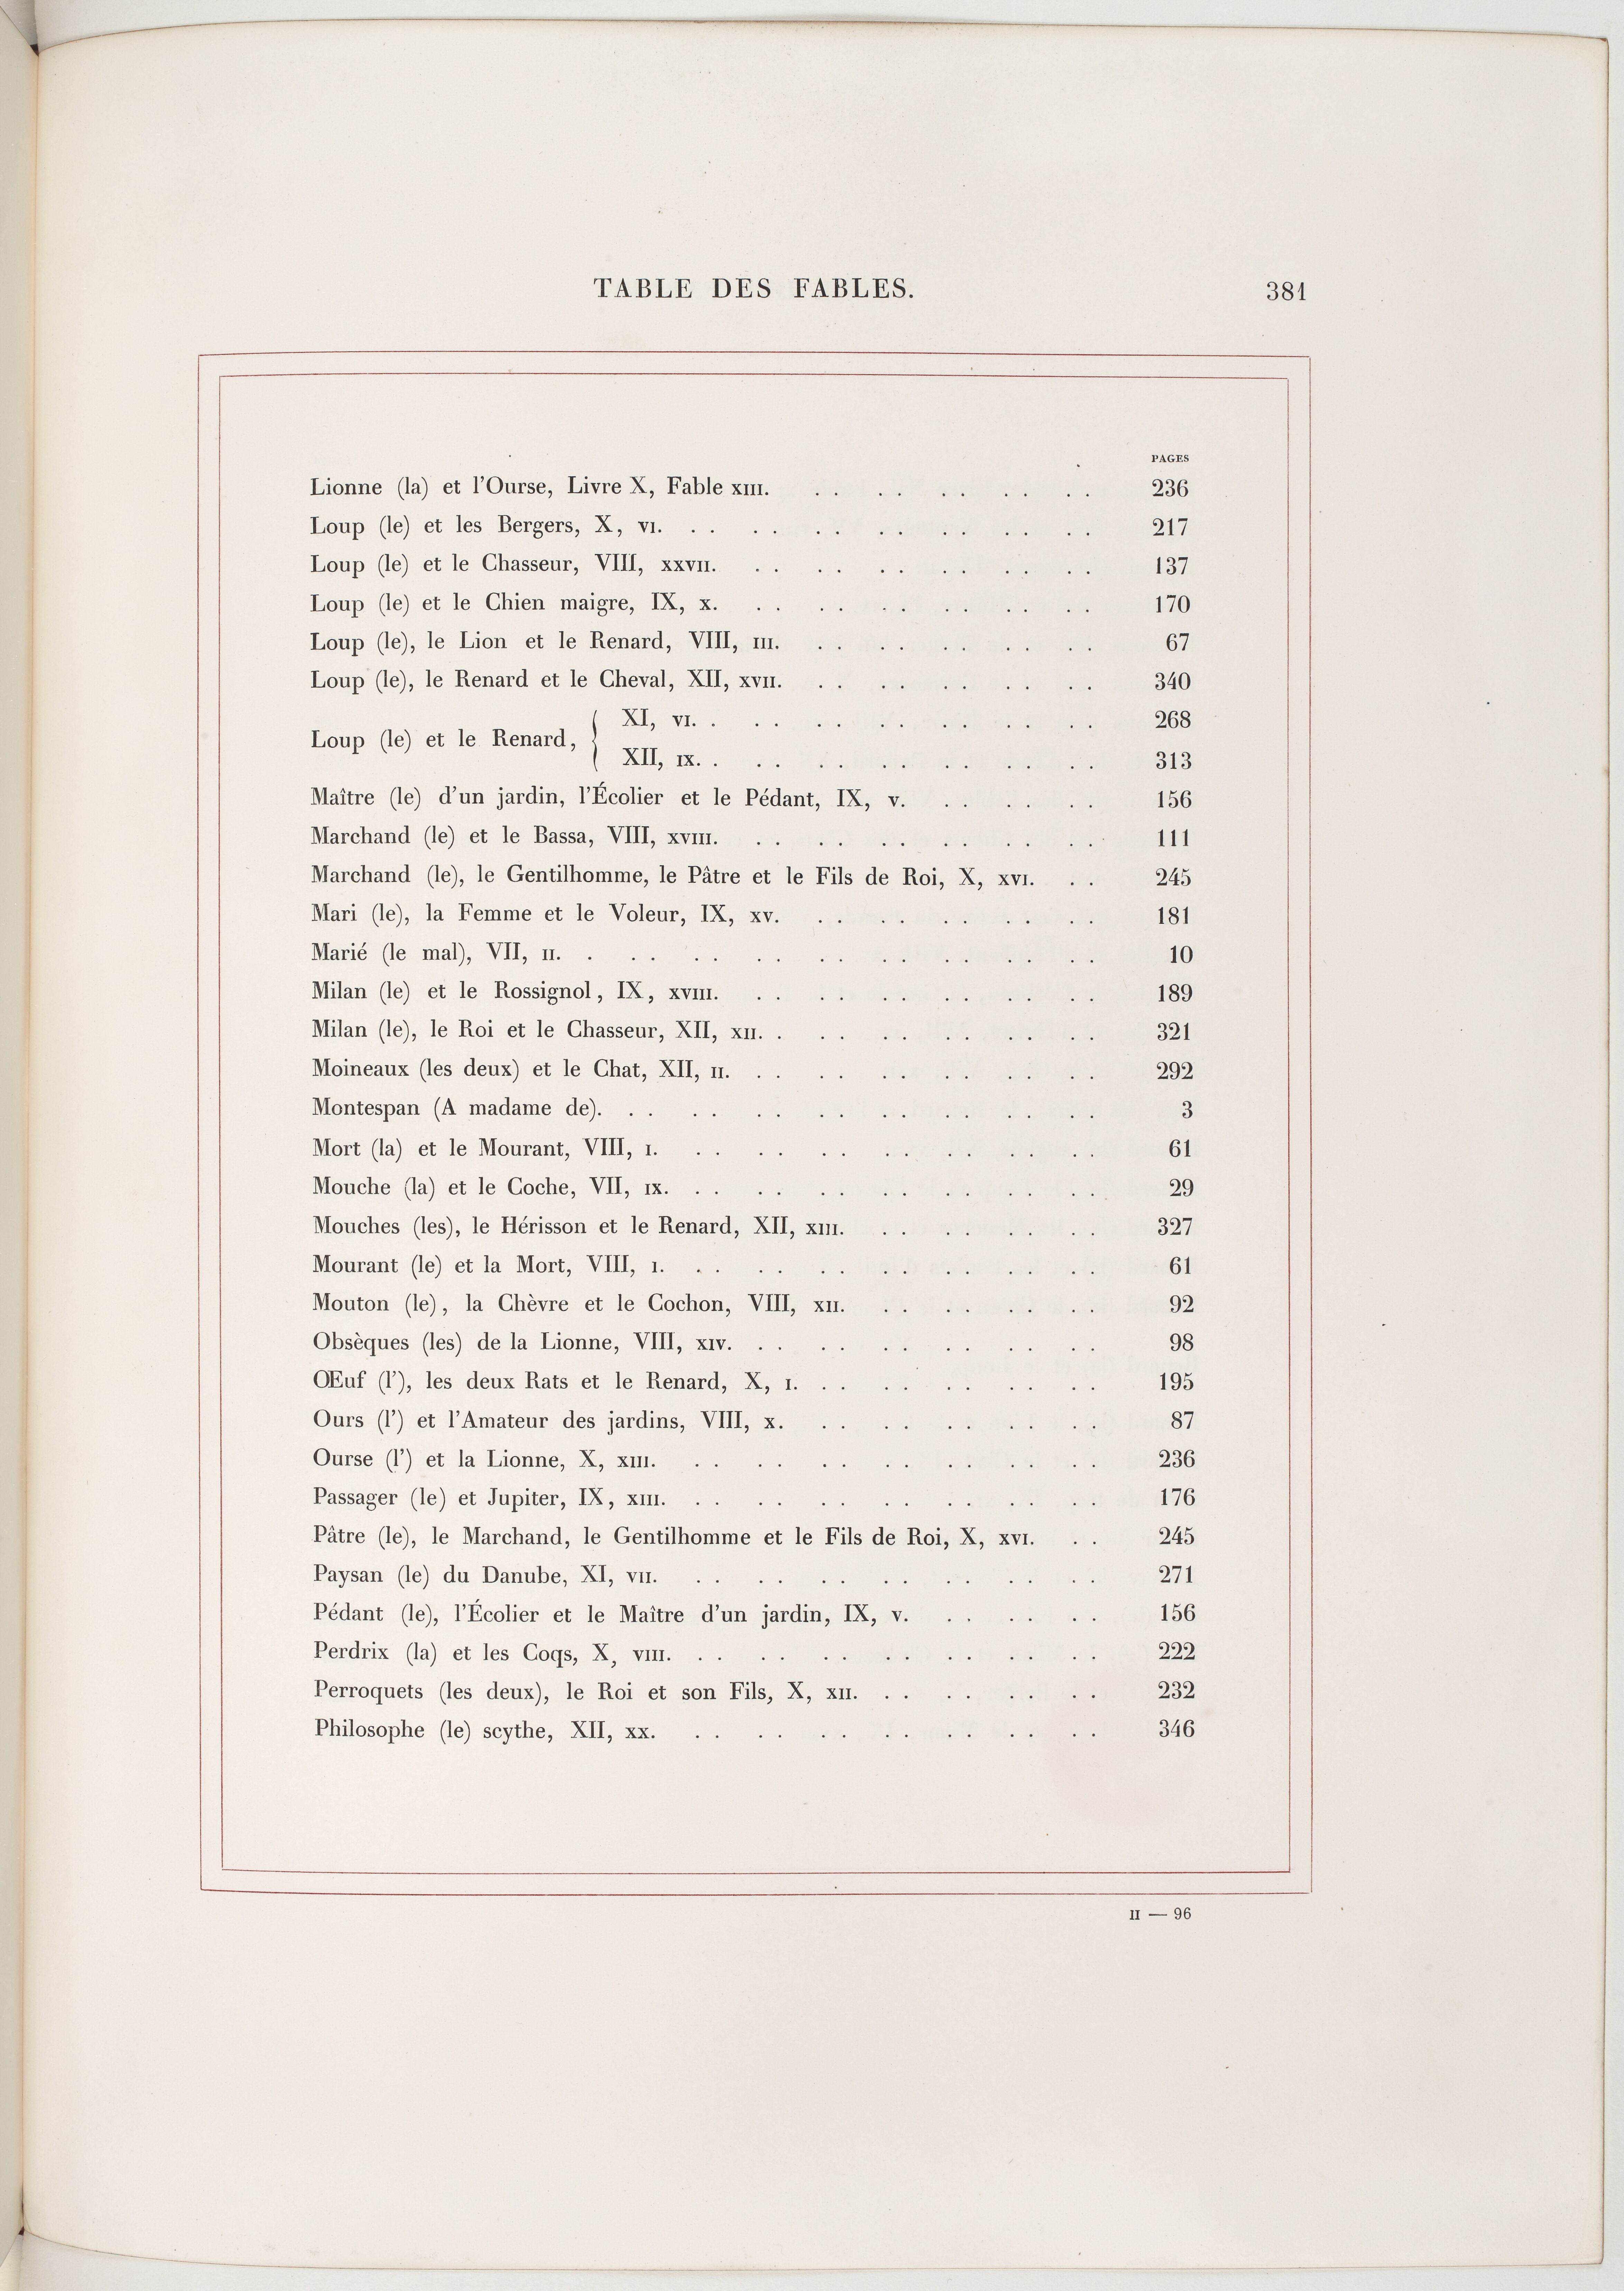 TABLE DES FABLES. 381
PAGES
Lionne (la) et l'Ourse, Livre X, Fable XIII. . . . . . . . . . . 236
Loup (le) et les Bergers, X, VI. . . . . . . . . . . . . . . 217
Loup (le) et le Chasseur, VIII, XXVII. . . . . . . . . . . . . 137
Loup (le) et le Chien maigre, IX, X. . . . . . . . . . . . . 170
Loup (le), le Lion et le Renard, VIII, III. . . . . . . . . . . 67
Loup (le), le Renard et le Cheval, XII, XVII. . . . . . . . . . . 340
Loup (le) et le Renard, { XI, VI. . . . . . . . . . . . . . 268
XII, IX. . . . . . . . . . . . . . 313
Maître (le) d'un jardin, l'Écolier et le Pédant, IX, V. . . . . . . 156
Marchand (le) et le Bassa, VIII, XVIII. . . . . . . . . . . . . 111
Marchand (le), le Gentilhomme, le Pâtre et le Fils de Roi, X, XVI. . . 245
Mari (le), la Femme et le Voleur, IX, XV. . . . . . . . . . . 181
Marié (le mal), VII, II. . . . . . . . . . . . . . . . . . 10
Milan (le) et le Rossignol, IX, XVIII. . . . . . . . . . . . . 189
Milan (le), le Roi et le Chasseur, XII, XII. . . . . . . . . . . . 321
Moineaux (les deux) et le Chat, XII, II. . . . . . . . . . . . . 292
Montespan (A madame de). . . . . . . . . . . . . . . . . 3
Mort (la) et le Mourant, VIII, I. . . . . . . . . . . . . . . 61
Mouche (la) et le Coche, VII, IX. . . . . . . . . . . . . . . 29
Mouches (les), le Hérisson et le Renard, XII, XIII. . . . . . . . . 327
Mourant (le) et la Mort, VIII, I. . . . . . . . . . . . . . . 61
Mouton (le), la Chèvre et le Cochon, VIII, XII. . . . . . . . . 92
Obsèques (les) de la Lionne, VIII, XIV. . . . . . . . . . . . . 98
Œuf (l'), les deux Rats et le Renard, X, I. . . . . . . . . . . 195
Ours (l') et l'Amateur des jardins, VIII, X. . . . . . . . . . . 87
Ourse (l') et la Lionne, X, XIII. . . . . . . . . . . . . . . 236
Passager (le) et Jupiter, IX, XIII. . . . . . . . . . . . . . . 176
Pâtre (le), le Marchand, le Gentilhomme et le Fils de Roi, X, XVI. . . 245
Paysan (le) du Danube, XI, VII. . . . . . . . . . . . . . . 271
Pédant (le), l'Écolier et le Maître d'un jardin, IX, V. . . . . . . 156
Perdrix (la) et les Coqs, X, VIII. . . . . . . . . . . . . . . 222
Perroquets (les deux), le Roi et son Fils, X, XII. . . . . . . . . 232
Philosophe (le) scythe, XII, XX. . . . . . . . . . . . . . . 346
II — 96